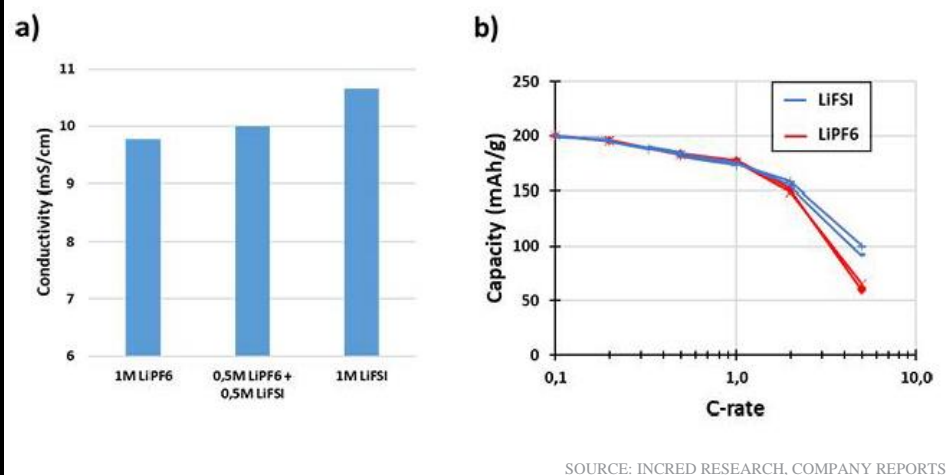 a)
11
10
9
8
7
6
Conductivity (mS/cm)
1M LiPF6
0,5M LiPF6 +
0,5M LiFSI
1M LiFSI
b)
250
200
150
100
50
0
Capacity (mAh/g)
LiFSI
LiPF6
0,1
1,0
10,0
C-rate
SOURCE: INCRED RESEARCH, COMPANY REPORTS